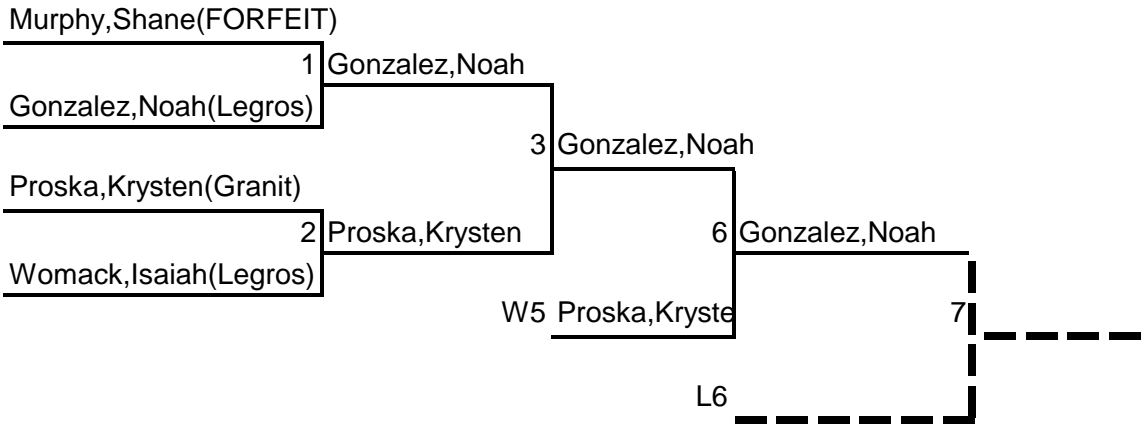 Murphy,Shane(FORFEIT)
1 Gonzalez,Noah
Gonzalez,Noah(Legros)
3 Gonzalez,Noah
Proska,Krysten(Granit)
2 Proska,Krysten
6 Gonzalez,Noah
Womack,Isaiah(Legros)
W5 Proska,Kryste
7
L6